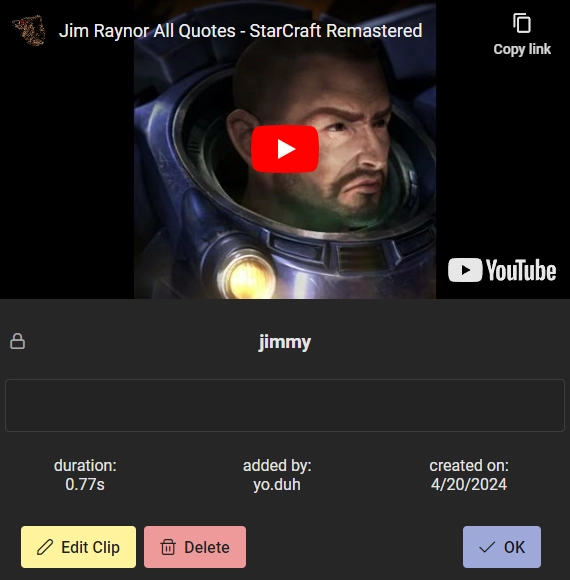 Jim Raynor All Quotes - StarCraft Remastered
Copy link
YouTube
jimmy
duration:
0.77s
added by:
yo.duh
created on:
4/20/2024
Edit Clip
Delete
OK